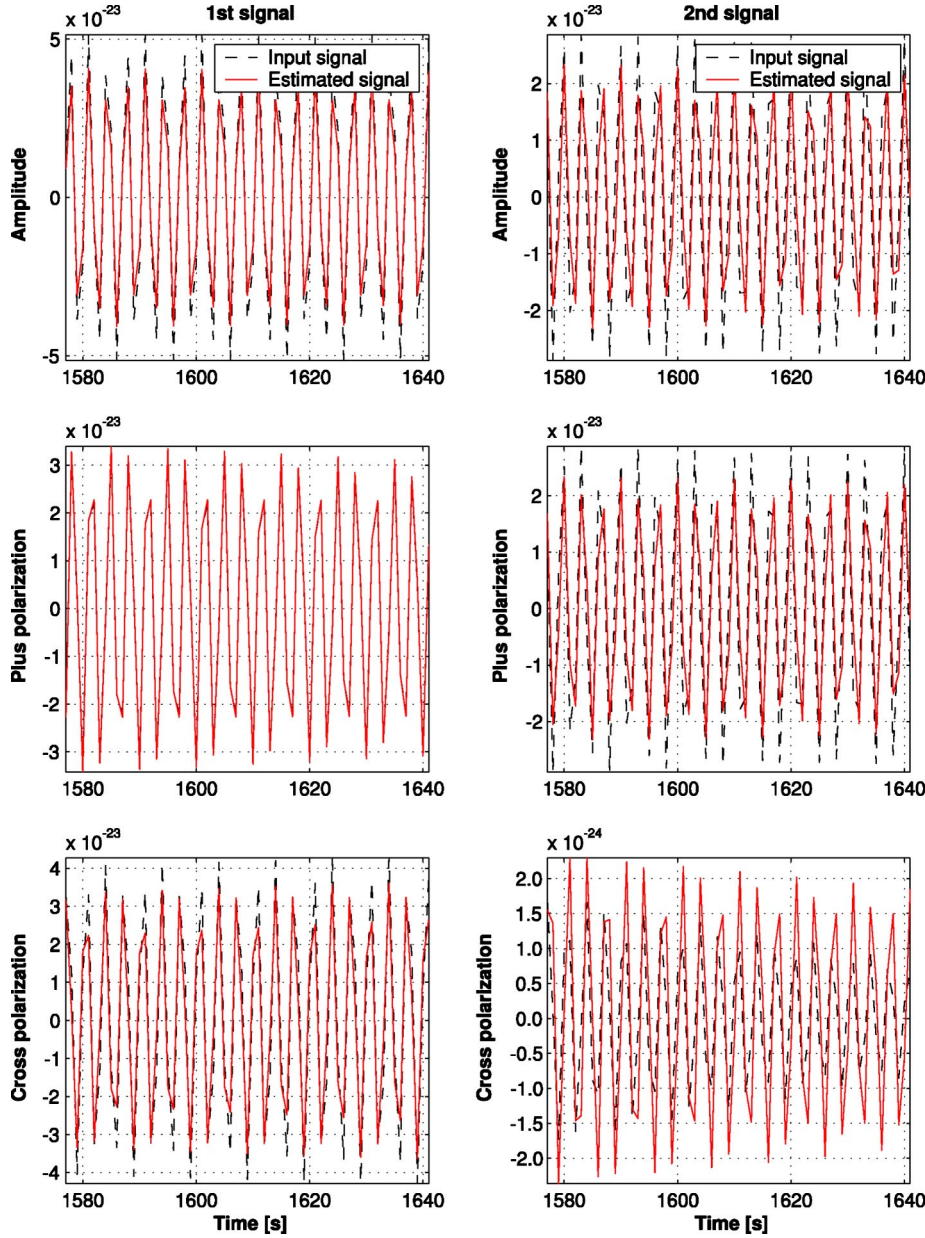 1st signal
x 10-23
Input signal
Estimated signal
5
0
-5
Amplitude
1580 1600 1620 1640
2nd signal
x 10-23
Input signal
Estimated signal
2
1
0
-1
-2
Amplitude
1580 1600 1620 1640
x 10-23
3
2
1
0
-1
-2
-3
Plus polarization
1580 1600 1620 1640
x 10-23
2
1
0
-1
-2
Plus polarization
1580 1600 1620 1640
x 10-23
4
3
2
1
0
-1
-2
-3
-4
Cross polarization
1580 1600 1620 1640
Time [s]
x 10-24
2.0
1.5
1.0
0.5
0.0
-0.5
-1.0
-1.5
-2.0
Cross polarization
1580 1600 1620 1640
Time [s]